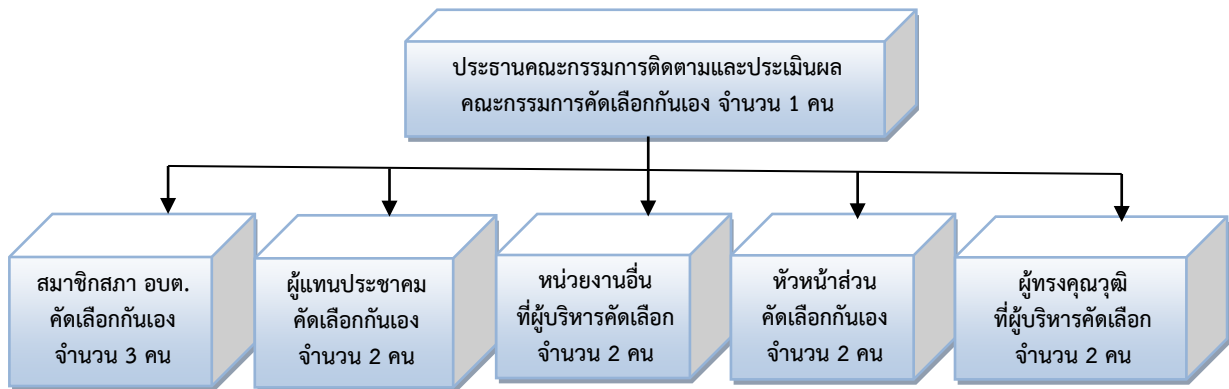 ประธานคณะกรรมการติดตามและประเมินผล
คณะกรรมการคัดเลือกกันเอง จำนวน 1 คน
สมาชิกสภา อบต.
คัดเลือกกันเอง
จำนวน 3 คน
ผู้แทนประชาคม
คัดเลือกกันเอง
จำนวน 2 คน
หน่วยงานอื่น
ที่ผู้บริหารคัดเลือก
จำนวน 2 คน
หัวหน้าส่วน
คัดเลือกกันเอง
จำนวน 2 คน
ผู้ทรงคุณวุฒิ
ที่ผู้บริหารคัดเลือก
จำนวน 2 คน